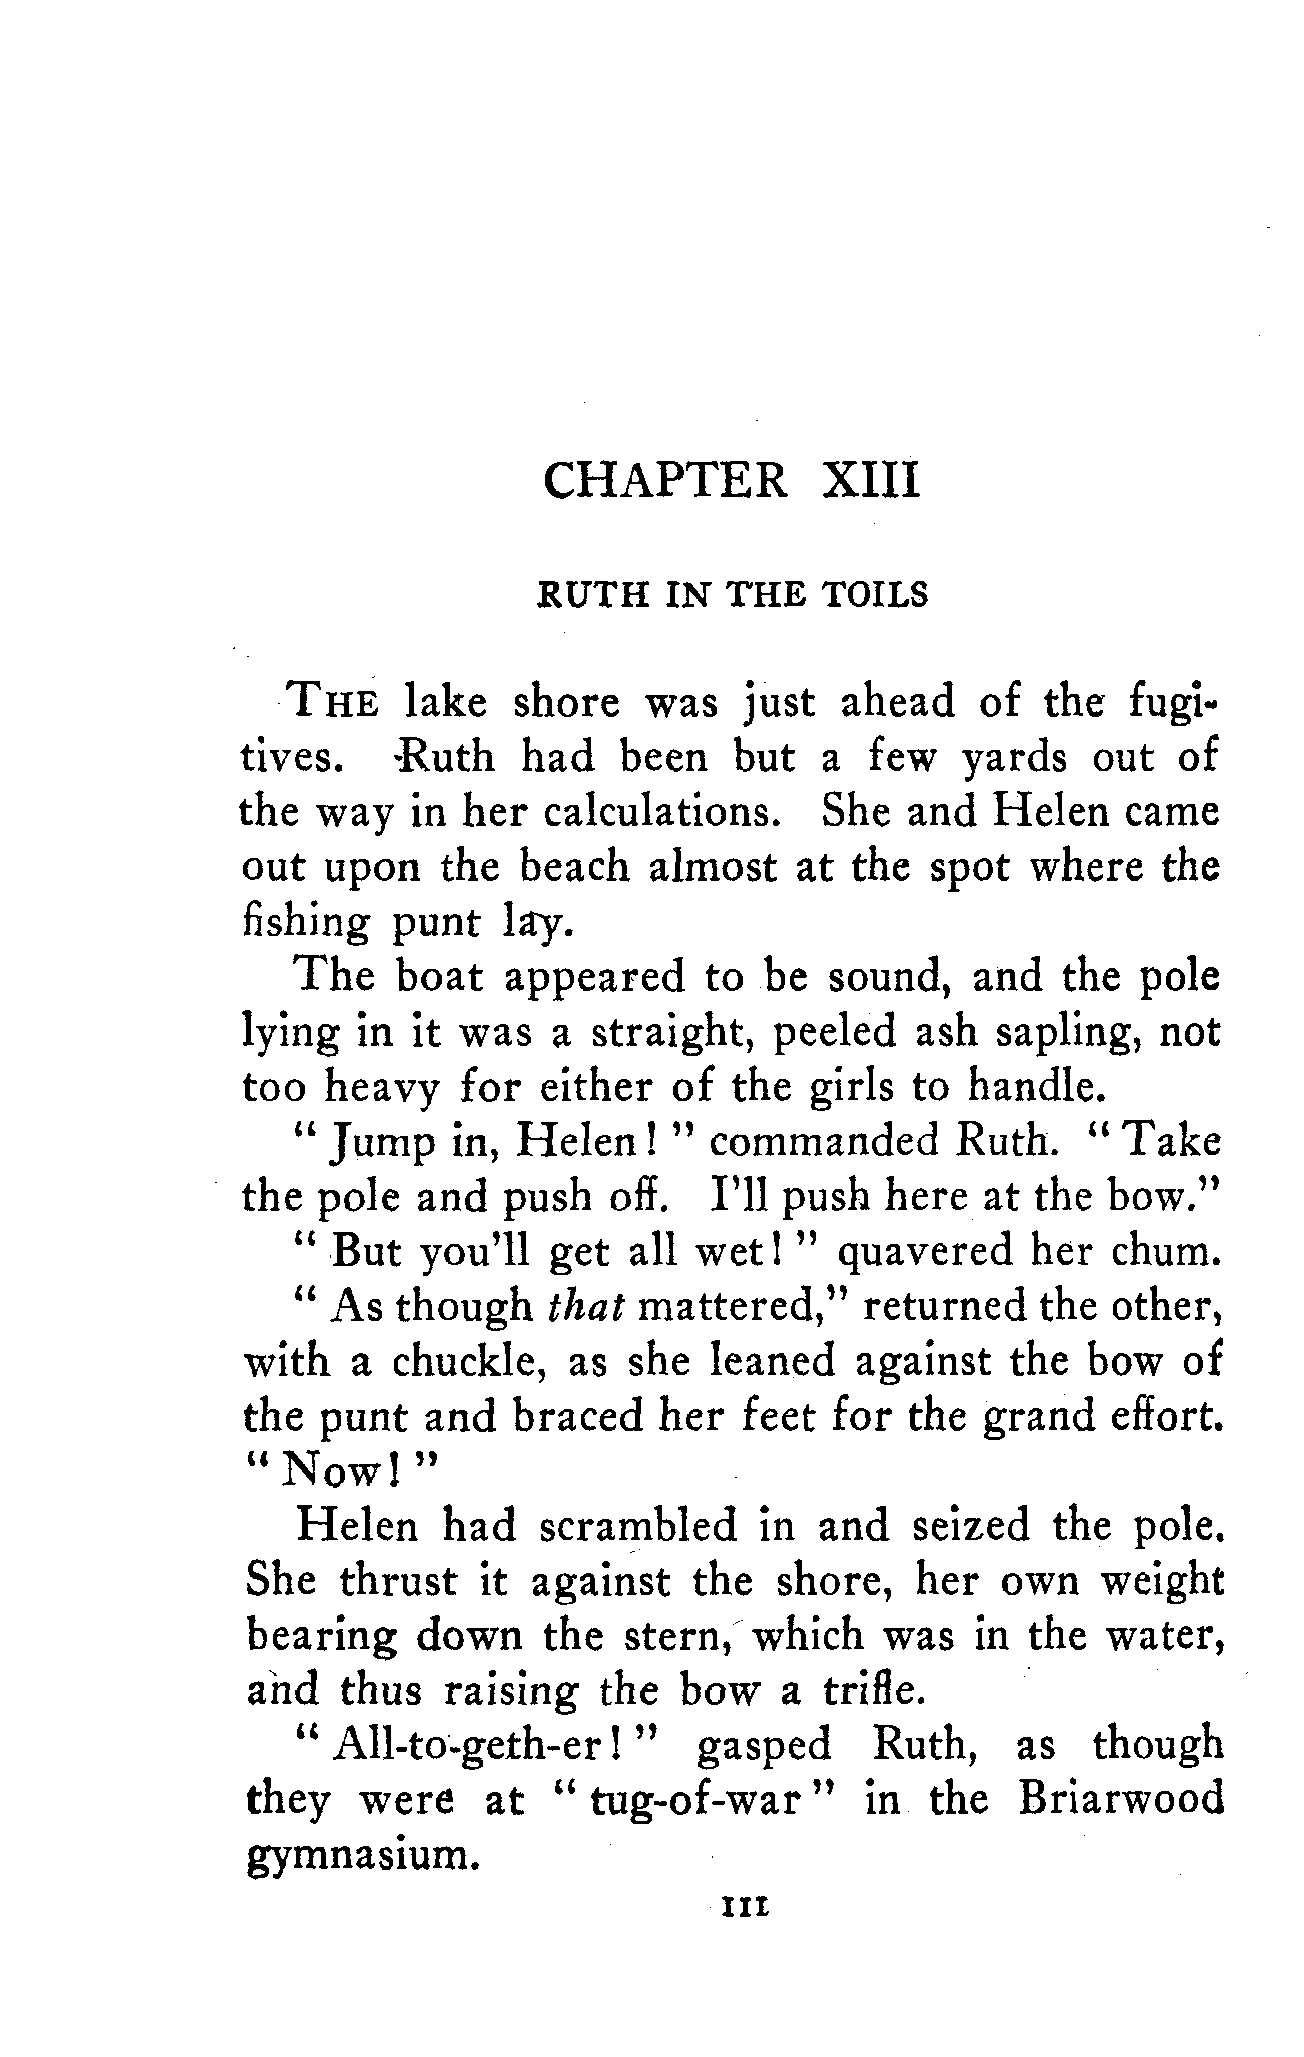 CHAPTER XIII
RUTH IN THE TOILS
THE lake shore was just ahead of the fugi-
tives. Ruth had been but a few yards out of
the way in her calculations. She and Helen came
out upon the beach almost at the spot where the
fishing punt lay.
The boat appeared to be sound, and the pole
lying in it was a straight, peeled ash sapling, not
too heavy for either of the girls to handle.
" Jump in, Helen! " commanded Ruth. " Take
the pole and push off. I'll push here at the bow."
" But you'll get all wet! " quavered her chum.
" As though that mattered," returned the other,
with a chuckle, as she leaned against the bow of
the punt and braced her feet for the grand effort.
" Now! "
Helen had scrambled in and seized the pole.
She thrust it against the shore, her own weight
bearing down the stern, which was in the water,
and thus raising the bow a trifle.
" All-to-geth-er! " gasped Ruth, as though
they were at " tug-of-war " in the Briarwood
gymnasium.
111